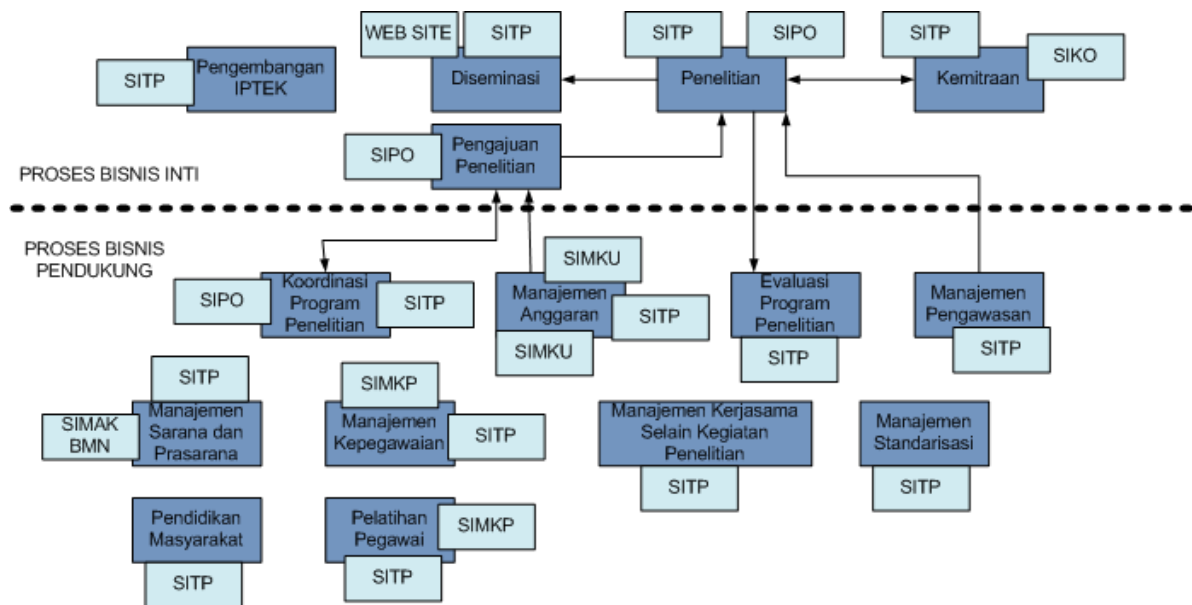 WEB SITE
SITP
SITP
SIPO
SITP
SIKO
SITP
Pengembangan
IPTEK
Diseminasi
Penelitian
Kemitraan
SIPO
Pengajuan
Penelitian
PROSES BISNIS INTI
PROSES BISNIS
PENDUKUNG
SIPO
Koordinasi
Program
Penelitian
SITP
SIMKU
Manajemen
Anggaran
SITP
SIMKU
Evaluasi
Program
Penelitian
SITP
Manajemen
Pengawasan
SITP
SITP
SIMAK
BMN
Manajemen
Sarana dan
Prasarana
SIMKP
Manajemen
Kepegawaian
SITP
Manajemen Kerjasama
Selain Kegiatan
Penelitian
SITP
Manajemen
Standarisasi
SITP
Pendidikan
Masyarakat
SITP
Pelatihan
Pegawai
SIMKP
SITP